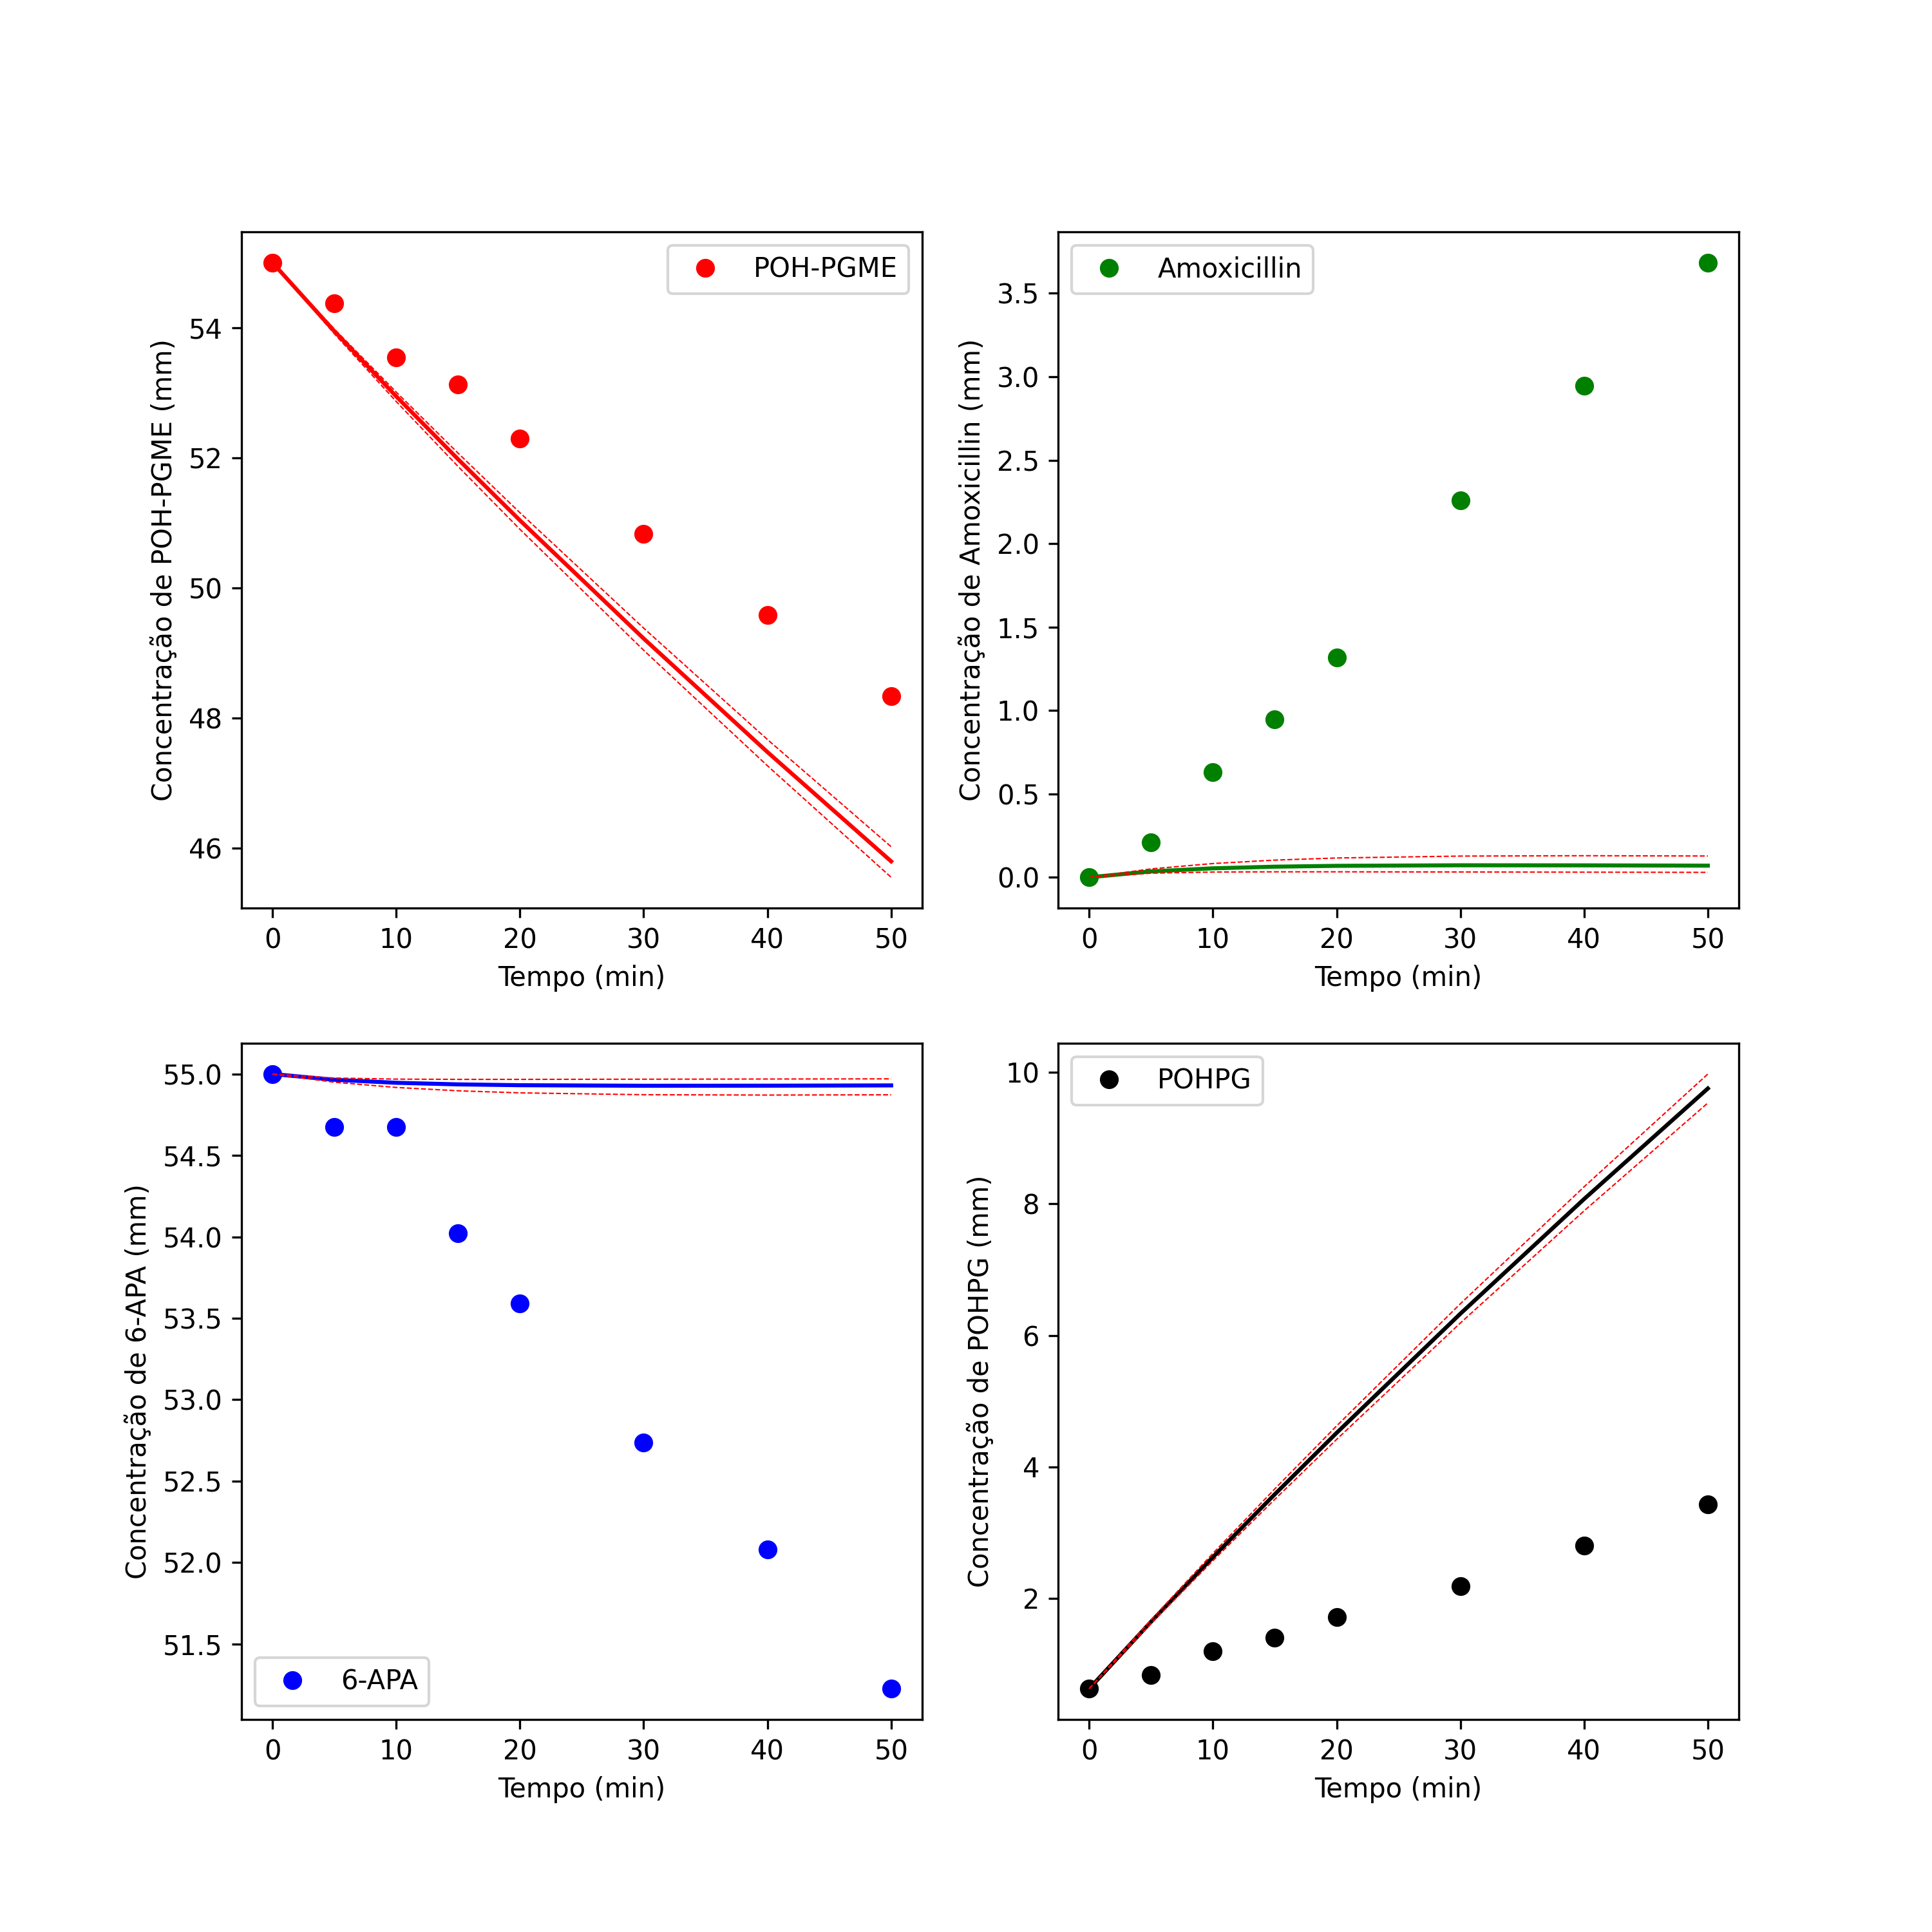 POH-PGME
Concentração de POH-PGME (mm)
54
52
50
48
46
0 10 20 30 40 50
Tempo (min)
Amoxicillin
Concentração de Amoxicillin (mm)
3.5
3.0
2.5
2.0
1.5
1.0
0.5
0.0
0 10 20 30 40 50
Tempo (min)
Concentração de 6-APA (mm)
55.0
54.5
54.0
53.5
53.0
52.5
52.0
51.5
6-APA
0 10 20 30 40 50
Tempo (min)
POHPG
Concentração de POHPG (mm)
10
8
6
4
2
0 10 20 30 40 50
Tempo (min)